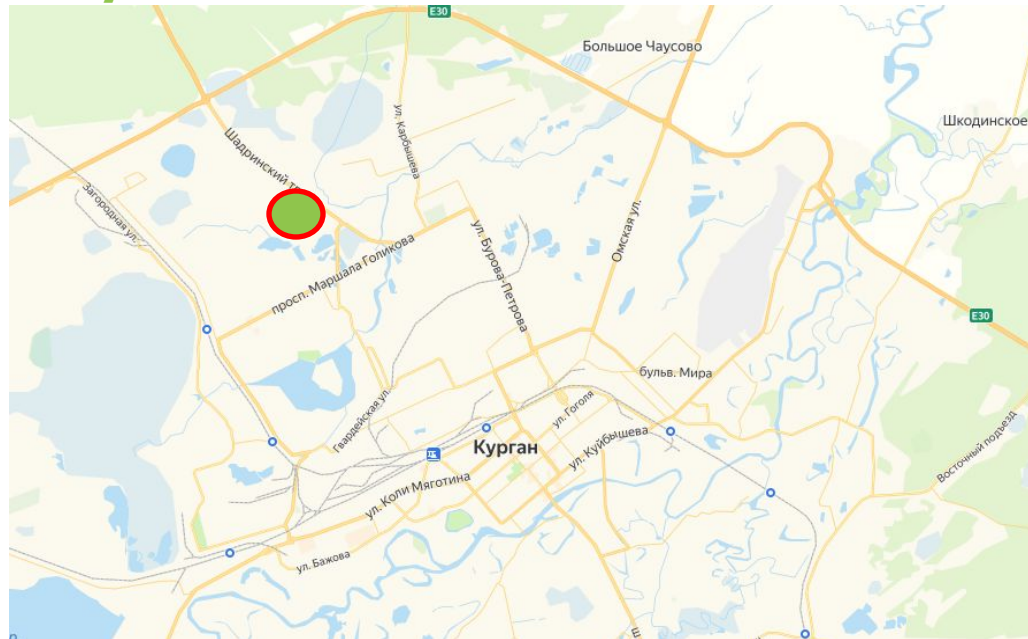 E30
Большое Чаусово
Шкодинское
ул. Карбышева
Шадринский
Загородная ул.
просп. Маршала Голикова
ул. Бурова-Петрова
Омская ул.
E30
бульв. Мира
Гвардейская ул.
ул. Гоголя
Курган
ул. Куйбышева
Восточный подъезд
ул. Коли Мяготина
ул. Бажова